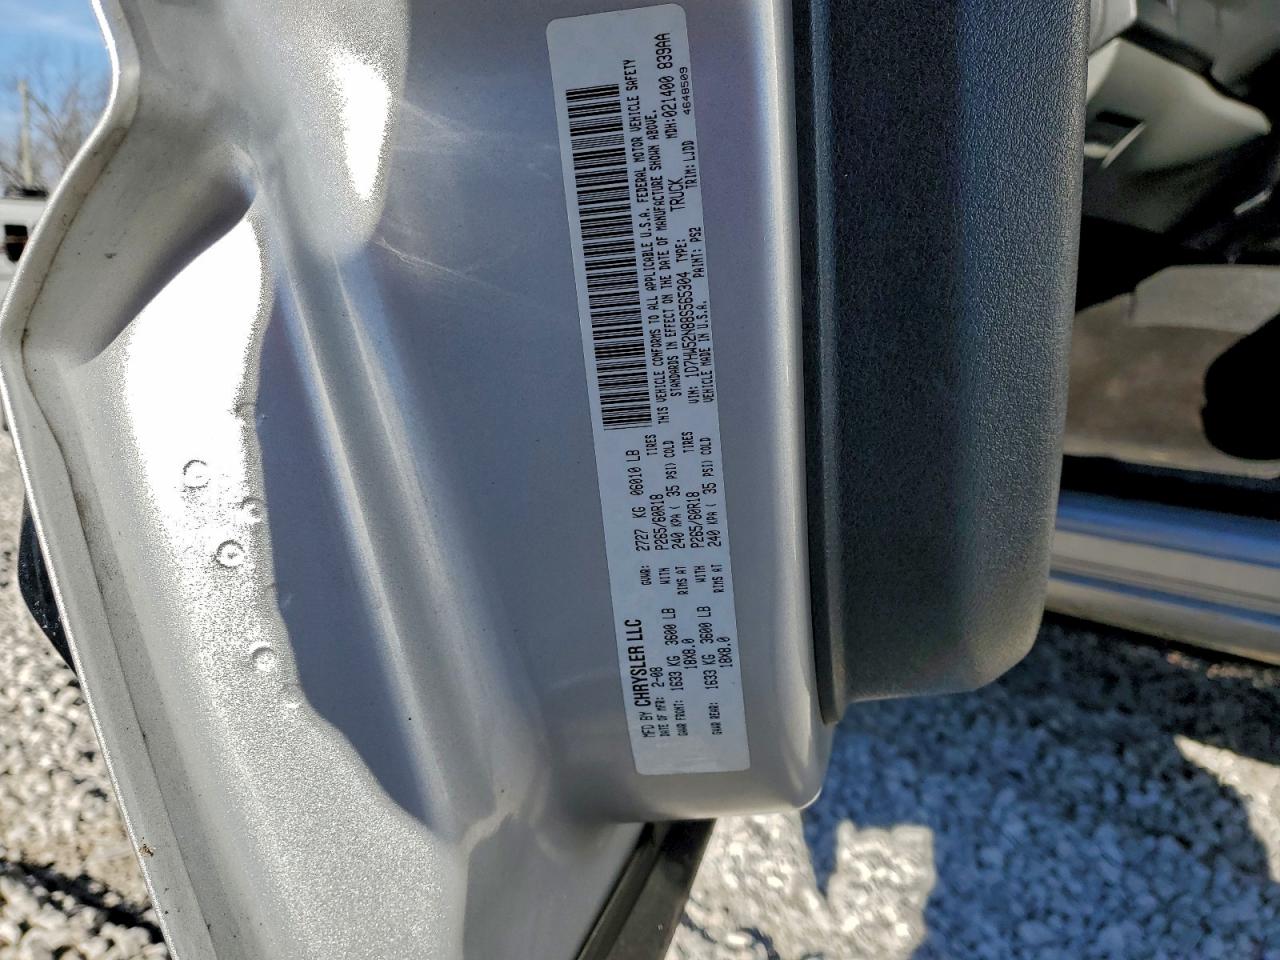 MFD BY CHRYSLER LLC
DATE OF MFR: 2-08
GVWR: 2727 KG 06010 LB
GAWR FRONT: 1633 KG 3600 LB WITH P265/60R18 TIRES
18X8.0 RIMS AT 240 KPA ( 35 PSI) COLD
GAWR REAR: 1633 KG 3600 LB WITH P265/60R18 TIRES
18X8.0 RIMS AT 240 KPA ( 35 PSI) COLD
THIS VEHICLE CONFORMS TO ALL APPLICABLE U.S.A. FEDERAL MOTOR VEHICLE SAFETY
STANDARDS IN EFFECT ON THE DATE OF MANUFACTURE SHOWN ABOVE.
VIN: 1D7HW52N88S565304 TYPE: TRUCK MDH:021400 839AA
VEHICLE MADE IN U.S.A. PAINT: PS2 TRIM: LJDD 4648509